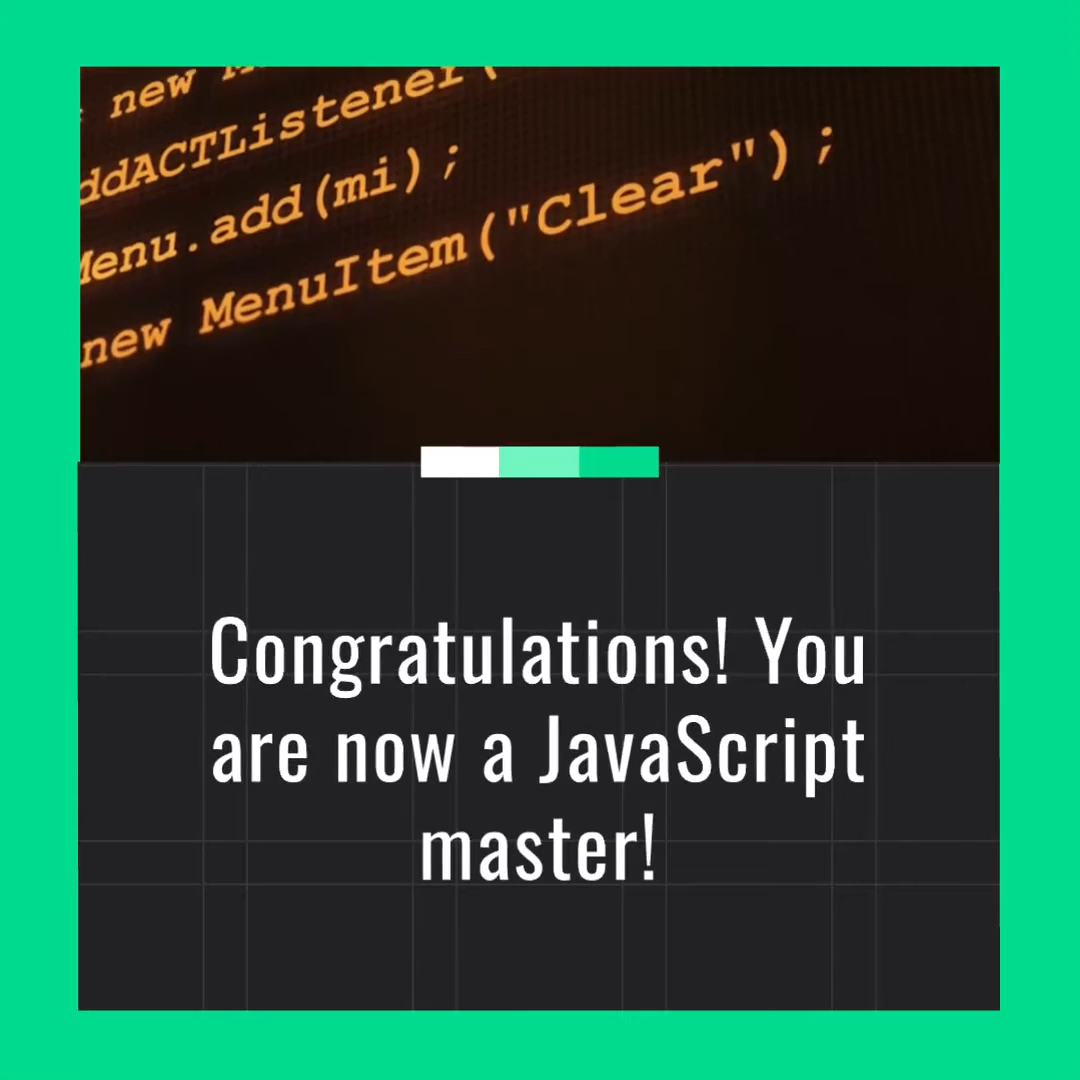 new M
ddACTListener(
Menu.add(mi);
new MenuItem("Clear");
Congratulations! You
are now a JavaScript
master!